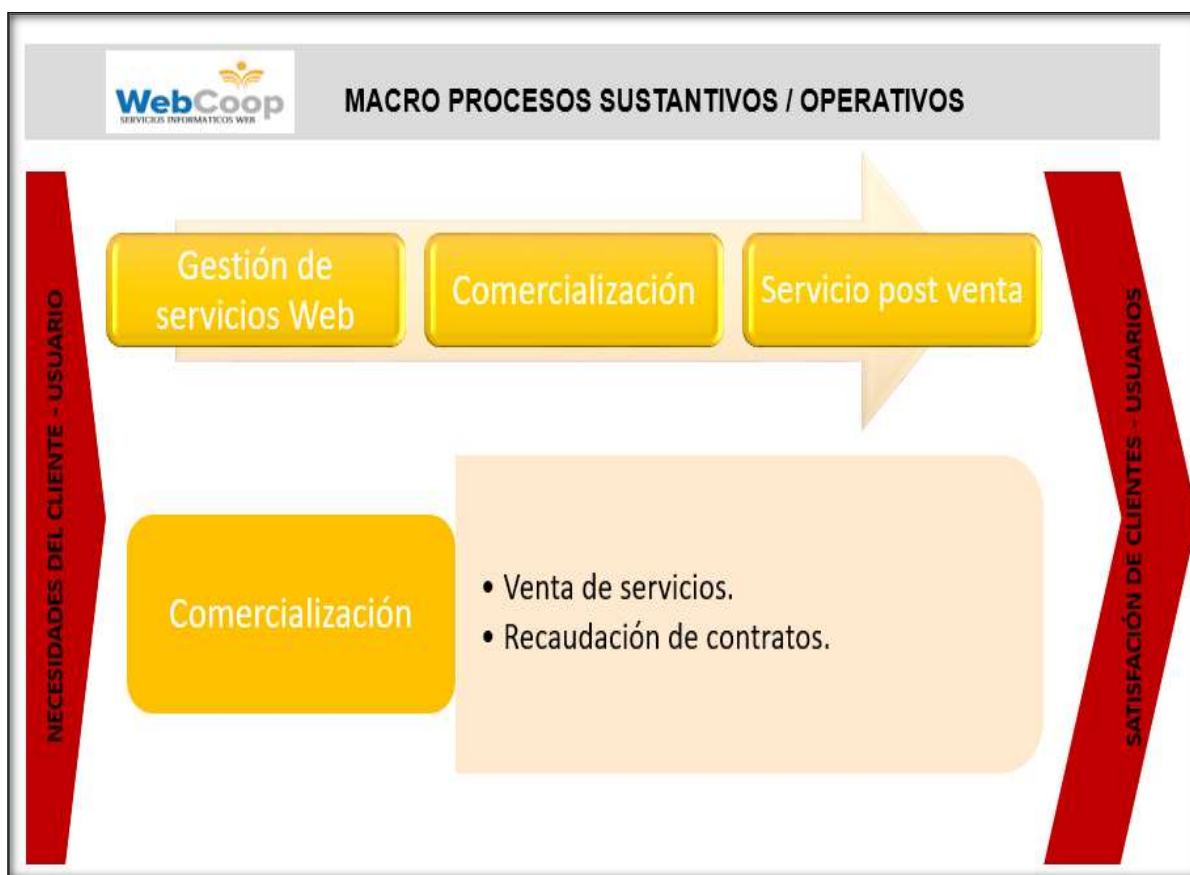 WebCoop
SERVICIOS INFORMATICOS WEB
MACRO PROCESOS SUSTANTIVOS / OPERATIVOS
NECESIDADES DEL CLIENTE - USUARIO
Gestión de
servicios Web
Comercialización
Servicio post venta
Comercialización
• Venta de servicios.
• Recaudación de contratos.
SATISFACIÓN DE CLIENTES - USUARIOS